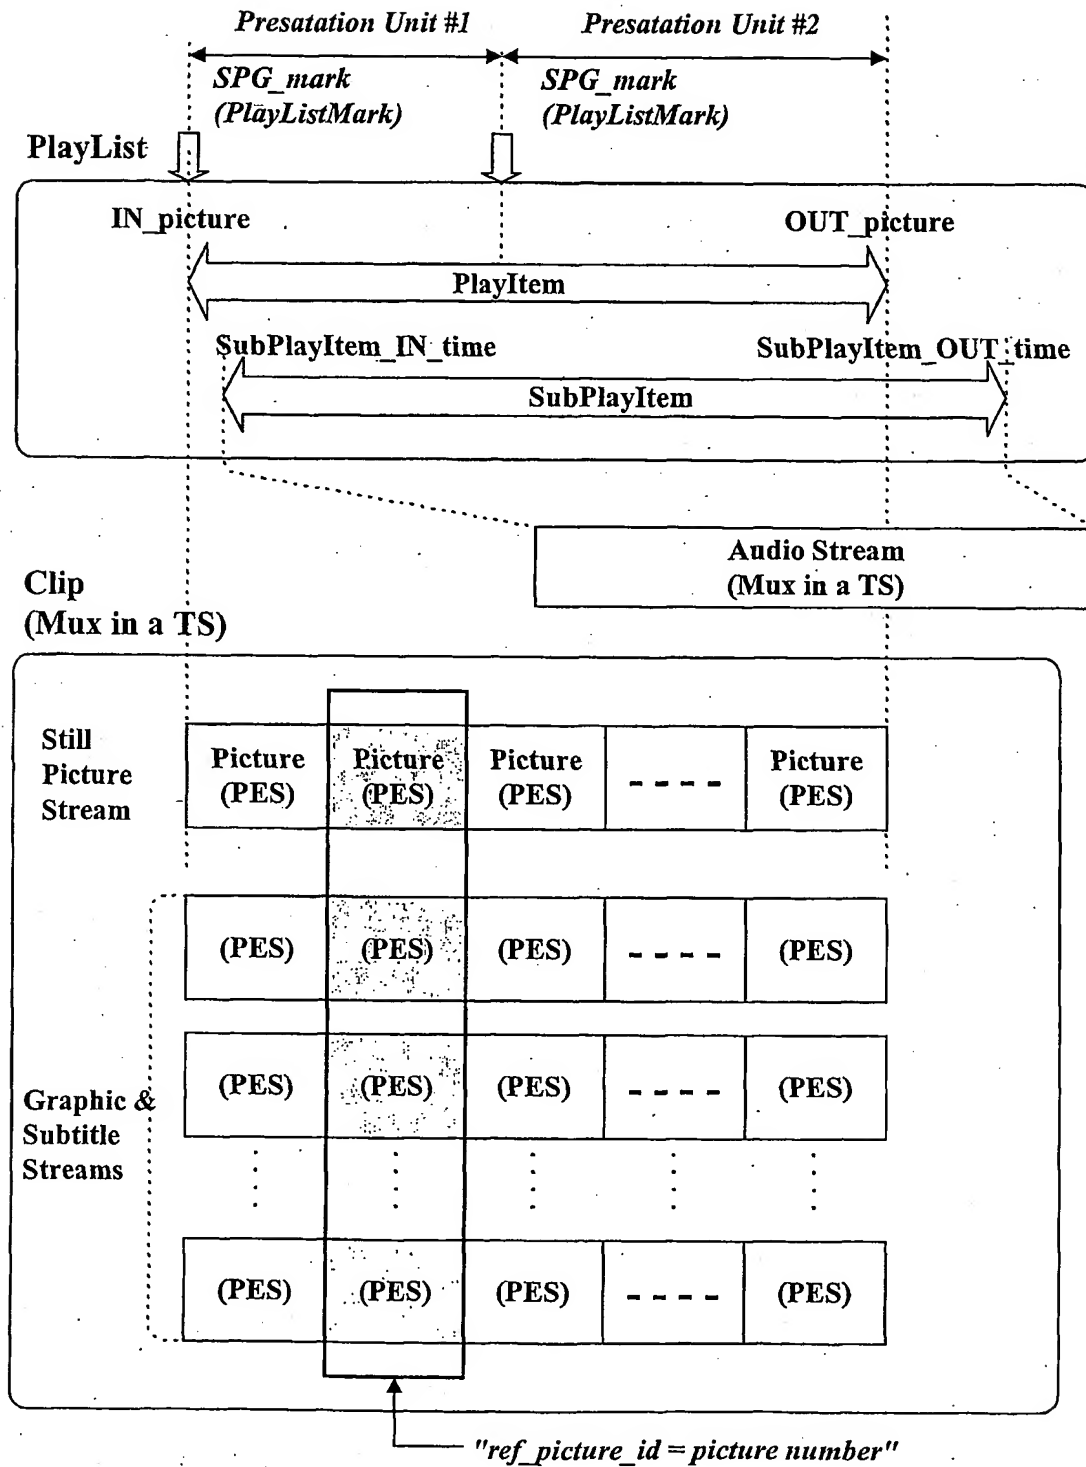 Presatation Unit #1
Presatation Unit #2
SPG_mark
(PlayListMark)
SPG_mark
(PlayListMark)
PlayList
IN_picture
OUT_picture
PlayItem
SubPlayItem_IN_time
SubPlayItem_OUT_time
SubPlayItem
Audio Stream
(Mux in a TS)
Clip
(Mux in a TS)
Still
Picture
Stream
Picture
(PES)
Picture
(PES)
Picture
(PES)
- - - -
Picture
(PES)
(PES) (PES) (PES) - - - - (PES)
(PES) (PES) (PES) - - - - (PES)
Graphic &
Subtitle
Streams
(PES) (PES) (PES) - - - - (PES)
"ref_picture_id = picture number"